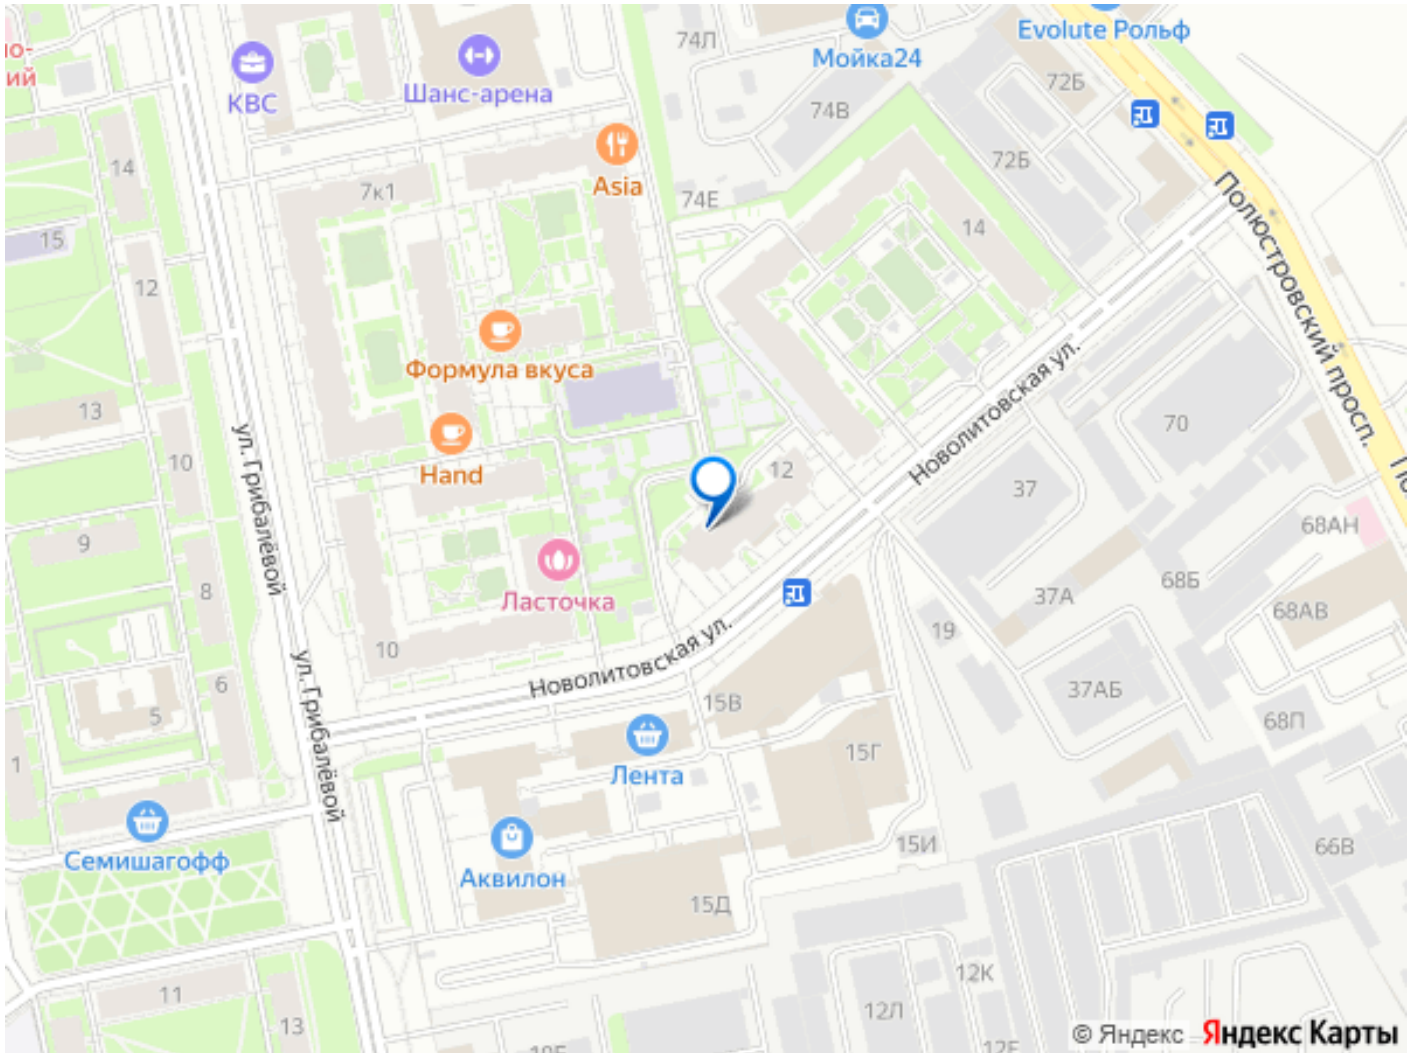 о-
ий
КВС
Шанс-арена
74Л
Мойка24
Evolute Рольф
72Б
74В
72Б
14
7к1
Asia
74Е
14
15
12
Полюстровский просп.
Формула вкуса
Новолитовская ул.
13
ул. Грибалёвой
Hand
10
12
70
37
68АН
9
8
Ласточка
37А
68Б
68АВ
19
10
Новолитовская ул.
ул. Грибалёвой
6
5
15В
37АБ
68П
1
Лента
15Г
Семишагофф
Аквилон
15И
66В
15Д
11
12К
13
12Л
12Е
© Яндекс Яндекс Карты